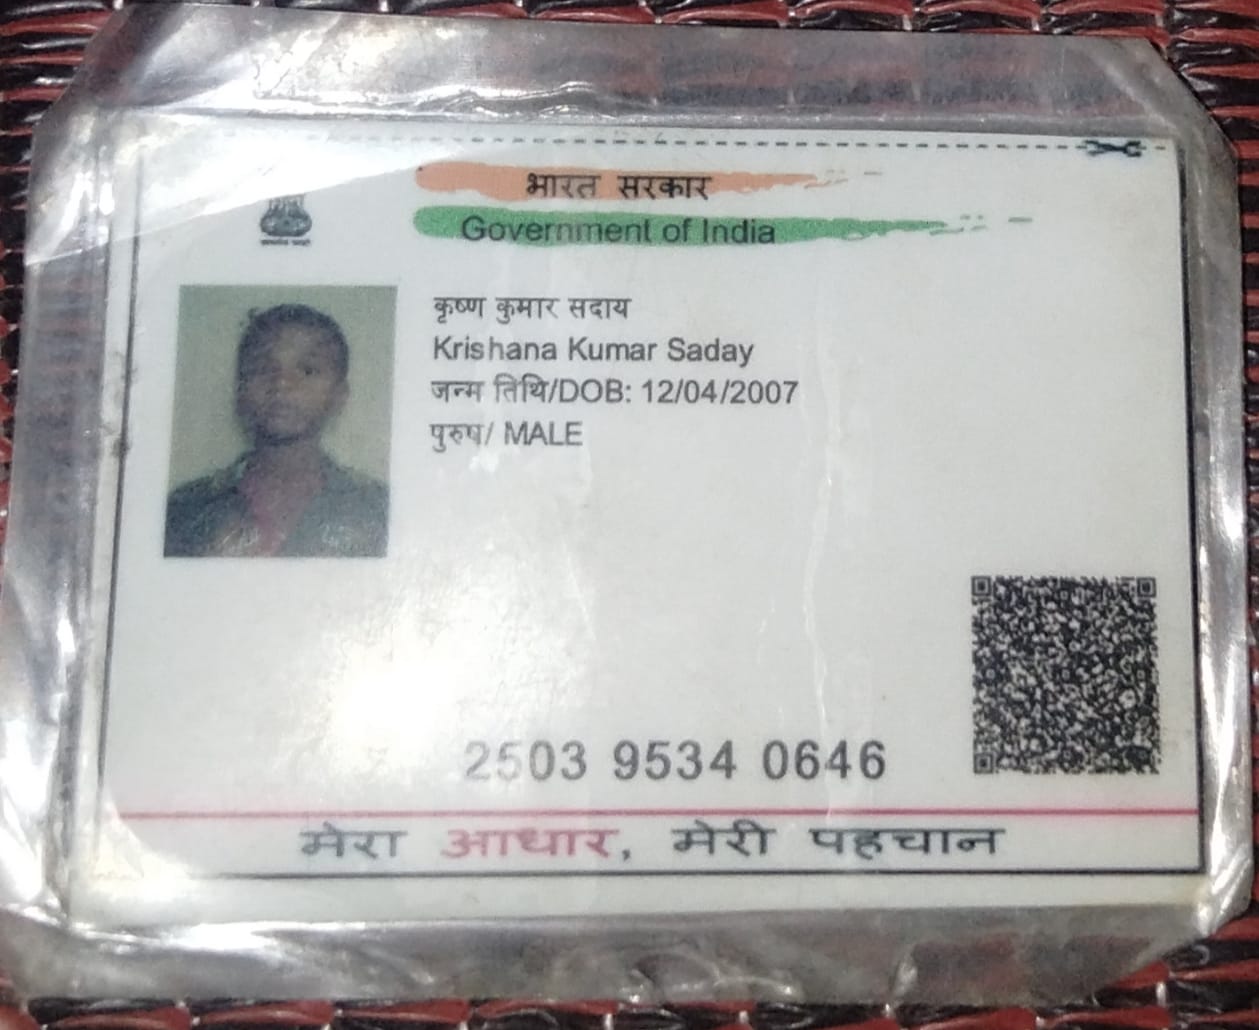 भारत सरकार
Government of India
कृष्ण कुमार सदाय
Krishana Kumar Saday
जन्म तिथि/DOB: 12/04/2007
पुरुष/ MALE
2503 9534 0646
मेरा आधार, मेरी पहचान